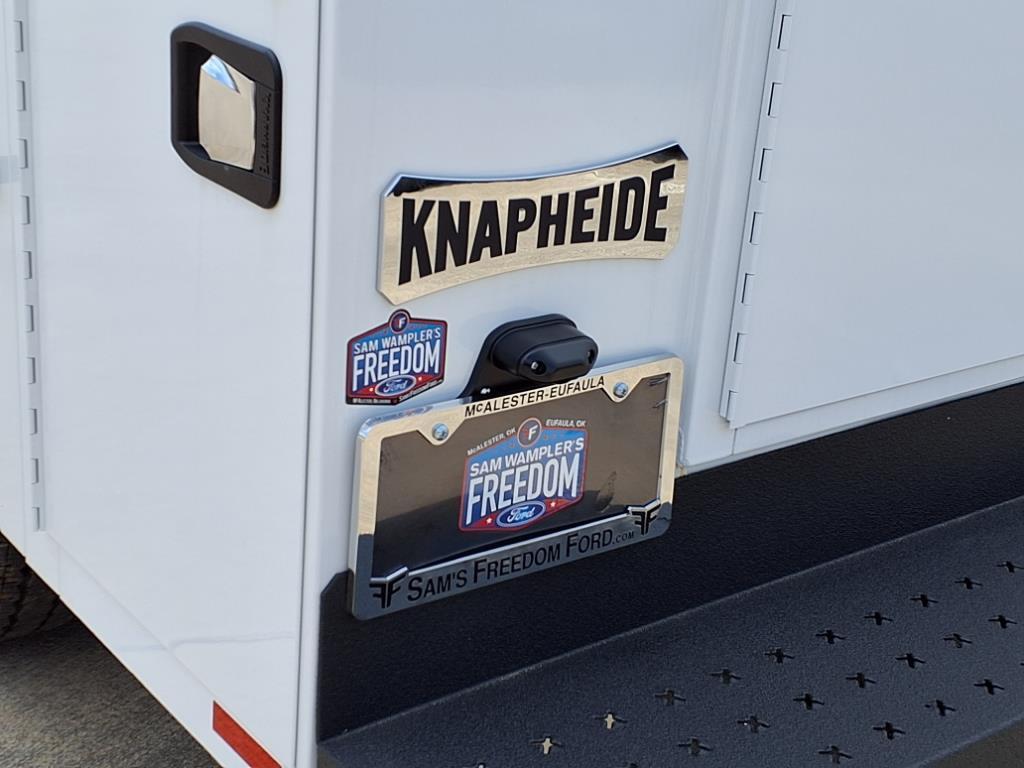 KNAPHEIDE
SAM WAMPLER'S
FREEDOM
Ford
McALESTER-EUFAULA
McALESTER, OK
EUFAULA, OK
F
SAM WAMPLER'S
FREEDOM
Ford
SAM'S FREEDOM FORD.COM